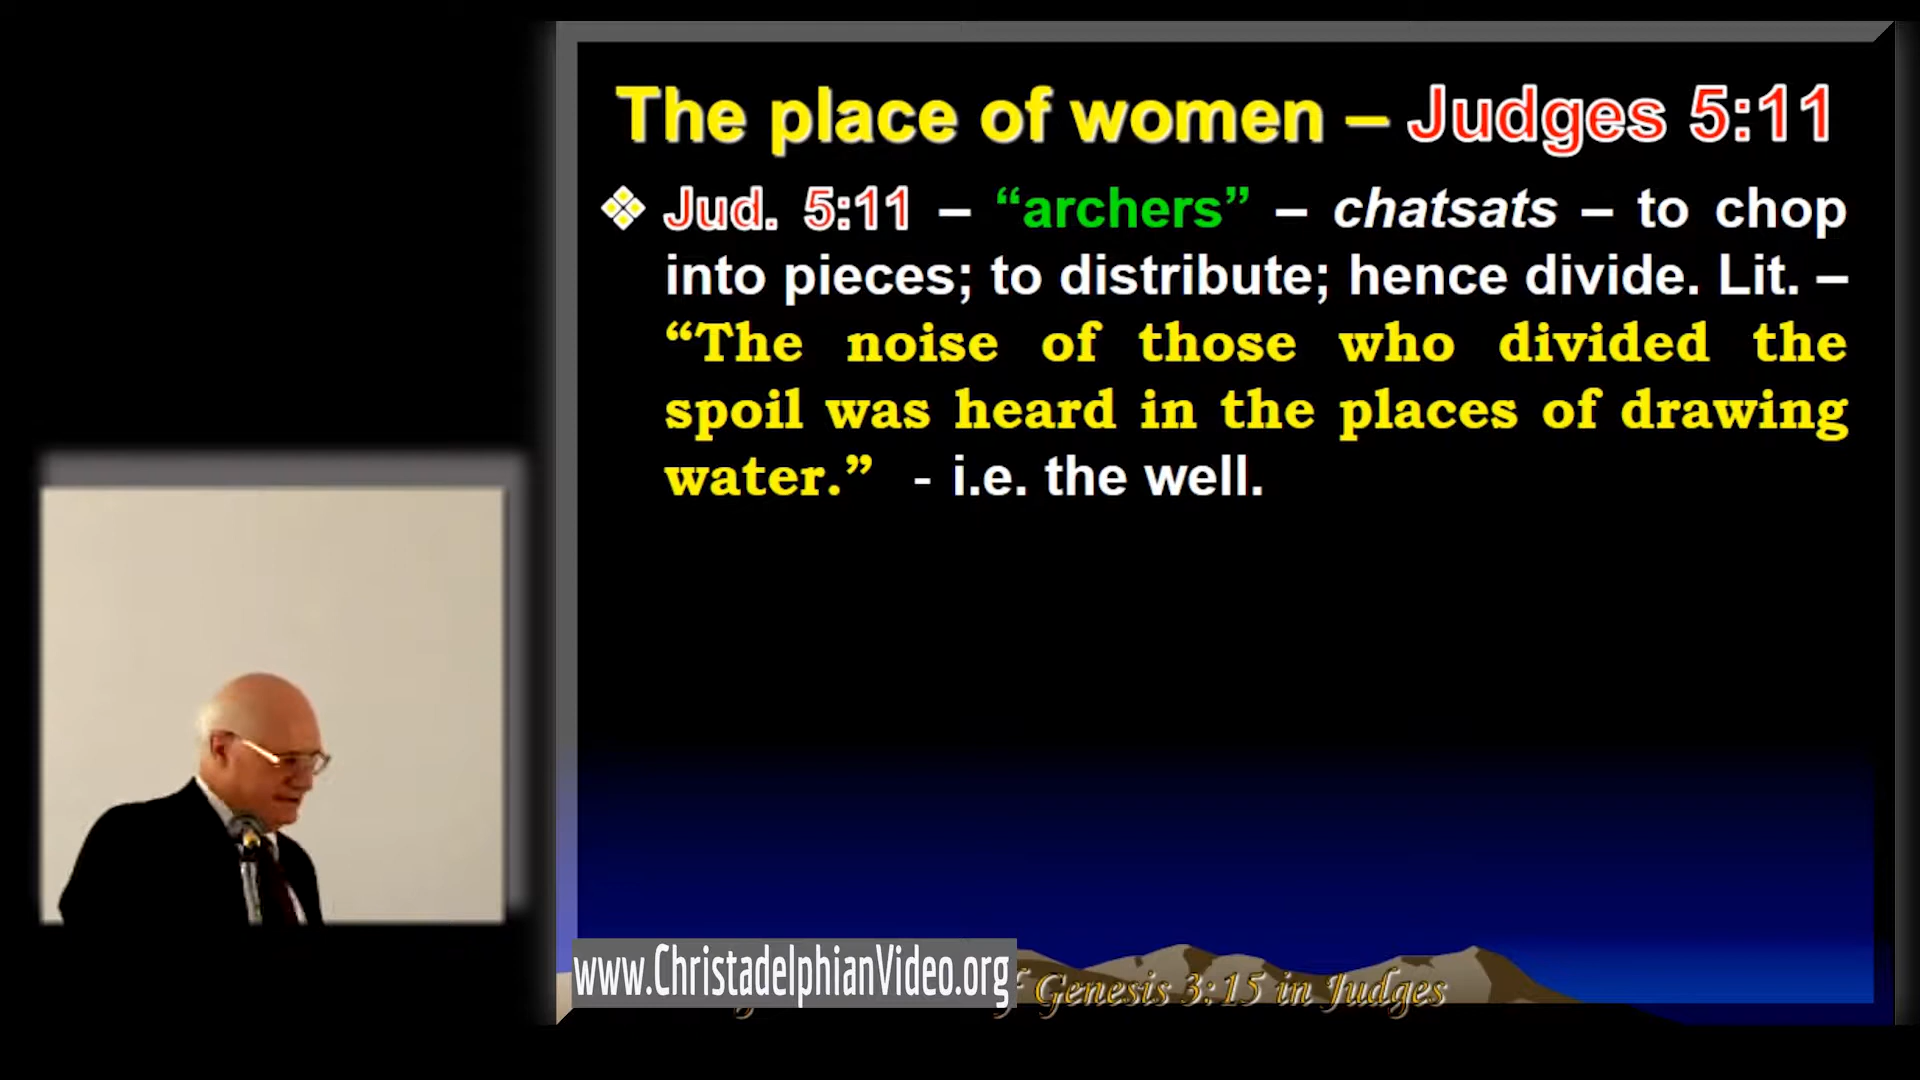 The place of women – Judges 5:11
❖ Jud. 5:11 – “archers” – chatsats – to chop
into pieces; to distribute; hence divide. Lit. –
“The noise of those who divided the
spoil was heard in the places of drawing
water.” - i.e. the well.
www.ChristadelphianVideo.org
Genesis 3:15 in Judges